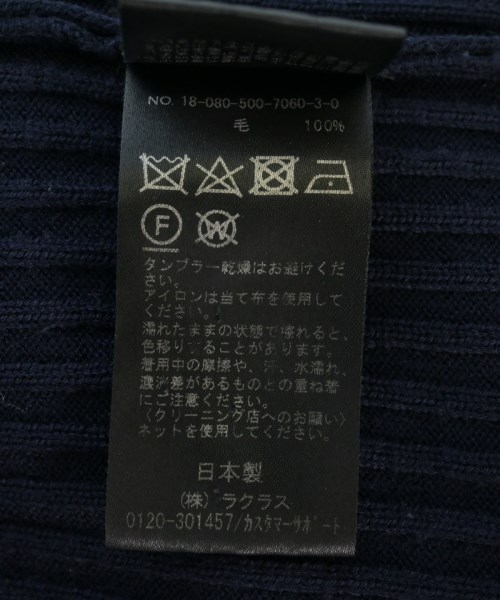 NO. 18-080-500-7060-3-0
毛 100%
F
W
タンブラー乾燥はお避けくだ
さい。
アイロンは当て布を使用して
ください。
濡れたままの状態で擦れると、
色移りすることがあります。
着用中の摩擦や、汗、水濡れ、
濃淡差があるものとの重ね着
にご注意ください。
〈クリーニング店へのお願い〉
ネットを使用してください。
日本製
(株) ラクラス
0120-301457/カスタマーサポート